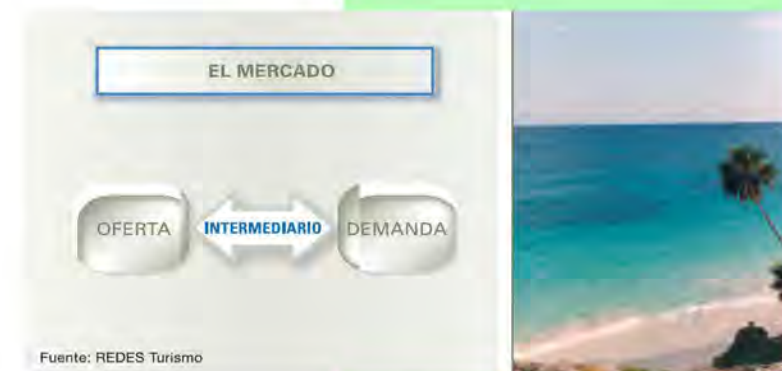 EL MERCADO
OFERTA INTERMEDIARIO DEMANDA
Fuente: REDES Turismo